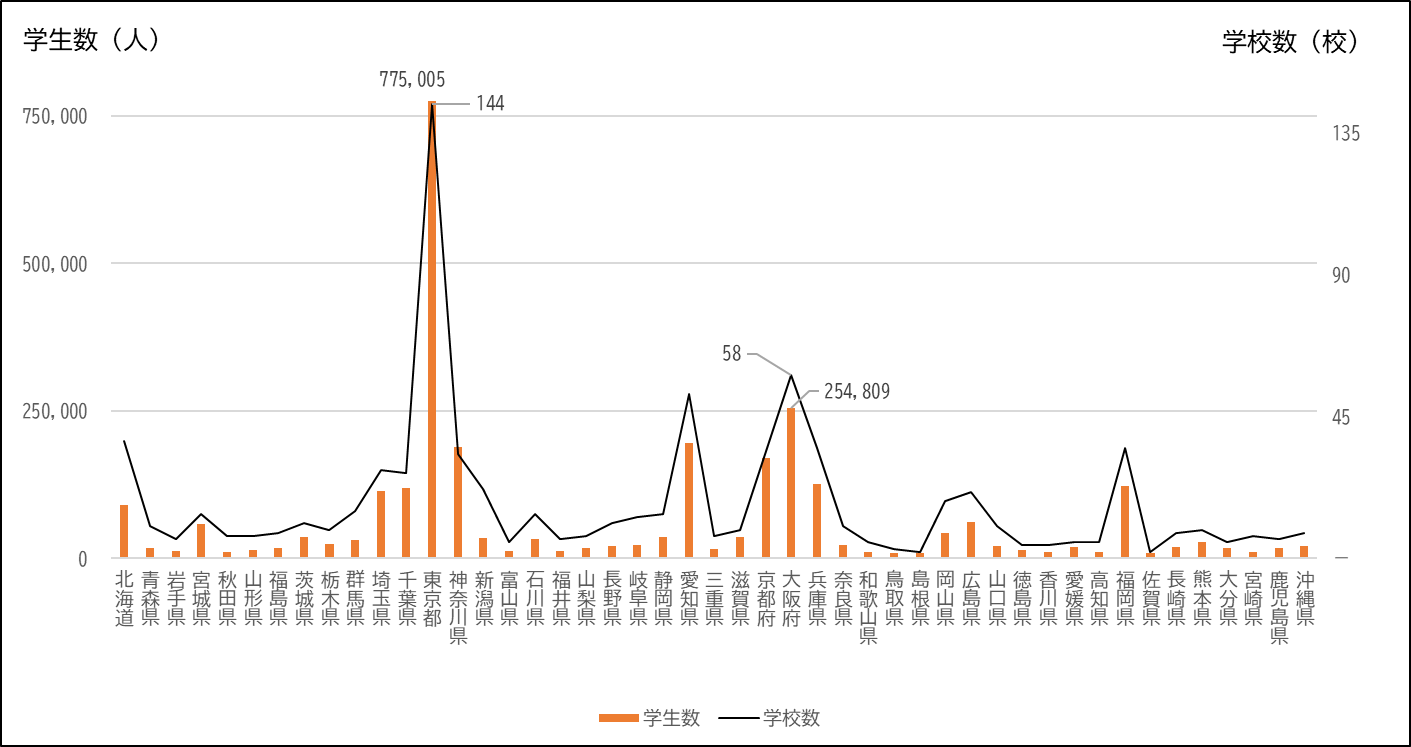 学生数（人）
学校数（校）
775,005
144
750,000
135
500,000
90
58
254,809
250,000
45
0
—
北海道
青森県
岩手県
宮城県
秋田県
山形県
福島県
茨城県
栃木県
群馬県
埼玉県
千葉県
東京都
神奈川県
新潟県
富山県
石川県
福井県
山梨県
長野県
岐阜県
静岡県
愛知県
三重県
滋賀県
京都府
大阪府
兵庫県
奈良県
和歌山県
鳥取県
島根県
岡山県
広島県
山口県
徳島県
香川県
愛媛県
高知県
福岡県
佐賀県
長崎県
熊本県
大分県
宮崎県
鹿児島県
沖縄県
学生数
学校数